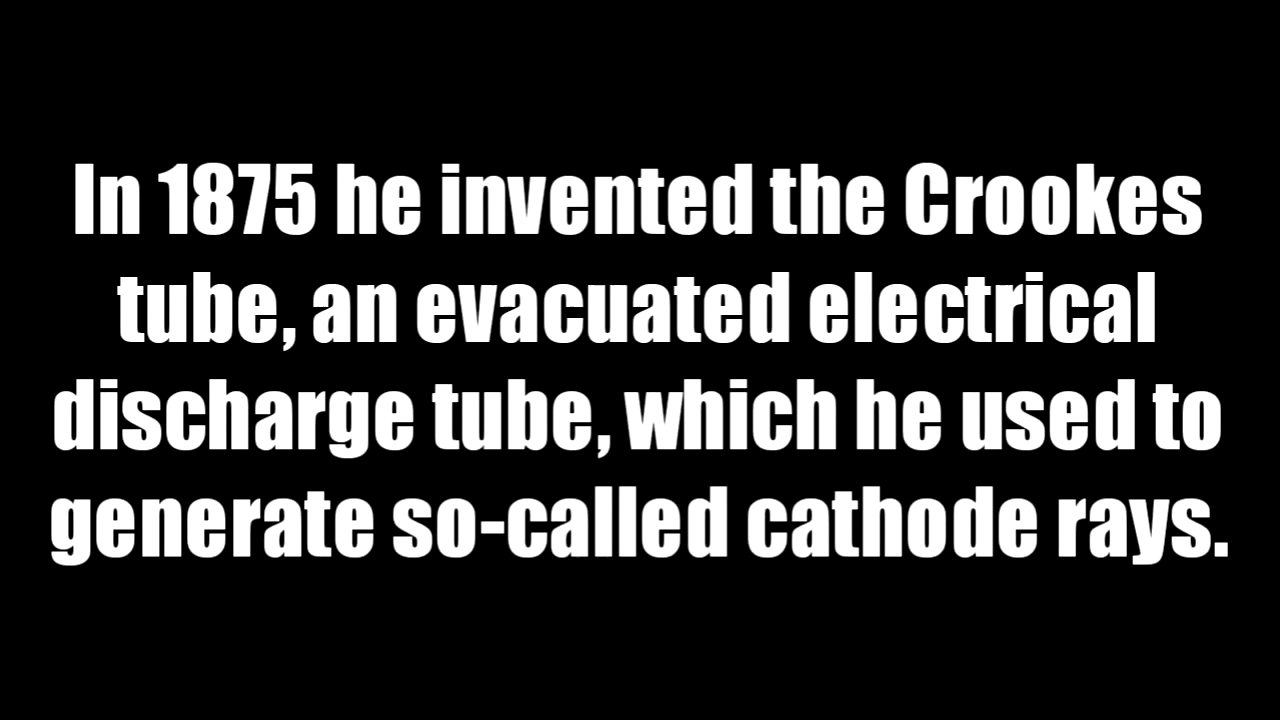 In 1875 he invented the Crookes
tube, an evacuated electrical
discharge tube, which he used to
generate so-called cathode rays.